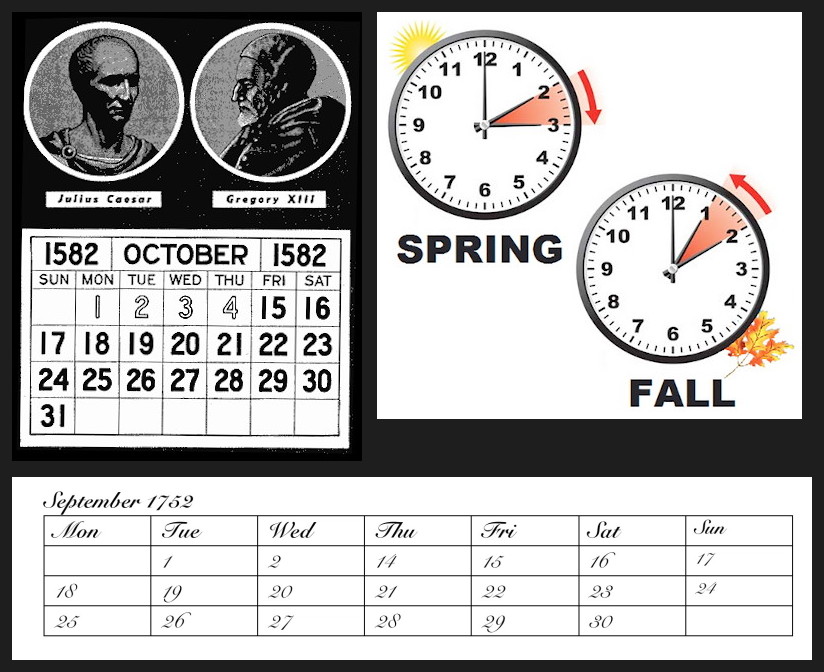 Julius Caesar
Gregory XIII
1582 OCTOBER 1582
SUN MON TUE WED THU FRI SAT
1 2 3 4 15 16
17 18 19 20 21 22 23
24 25 26 27 28 29 30
31
12
11 1
10 2
9 3
8 4
7 6 5
SPRING
12
11 1
10 2
9 3
8 4
7 6 5
FALL
September 1752
Mon Tue Wed Thu Fri Sat Sun
1 2 14 15 16 17
18 19 20 21 22 23 24
25 26 27 28 29 30